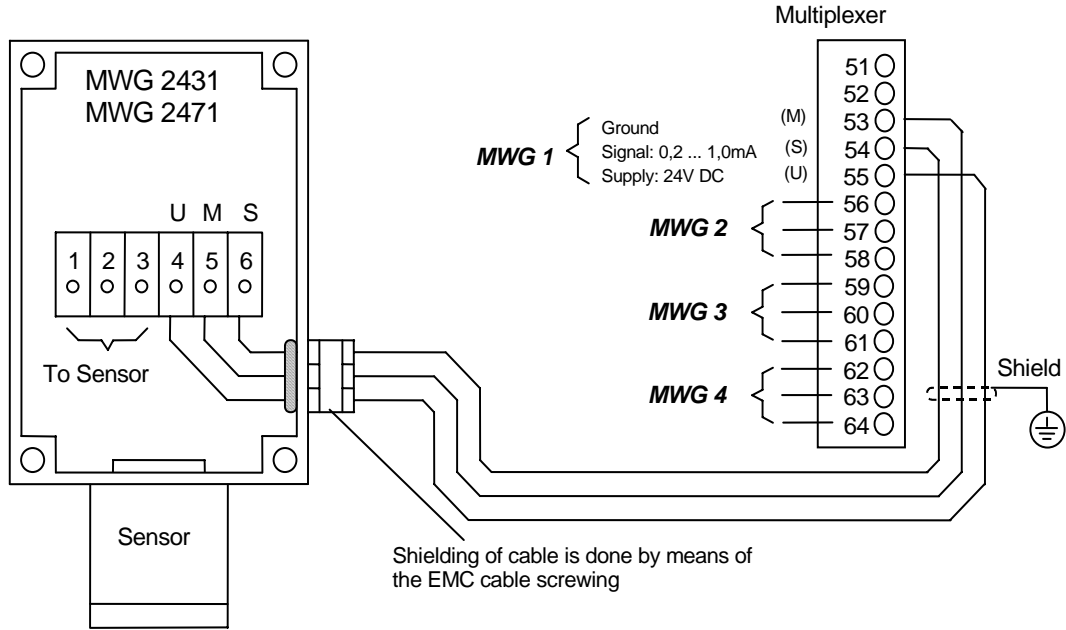 Multiplexer
MWG 2431
MWG 2471
U M S
1 2 3 4 5 6
To Sensor
Sensor
MWG 1
Ground
Signal: 0,2 ... 1,0mA
Supply: 24V DC
(M)
(S)
(U)
MWG 2
MWG 3
MWG 4
51
52
53
54
55
56
57
58
59
60
61
62
63
64
Shield
Shielding of cable is done by means of
the EMC cable screwing